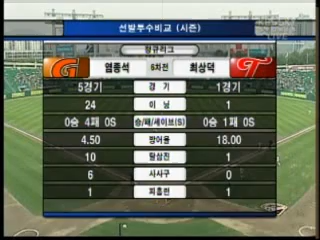 선발투수비교 (시즌)
정규리그
G 염종석 6차전 최상덕 T
5경기 경 기 1경기
24 이 닝 1
0승 4패 0S 승/패/세이브(S) 0승 1패 0S
4.50 방어율 18.00
10 탈삼진 1
6 사사구 0
1 피홈런 1